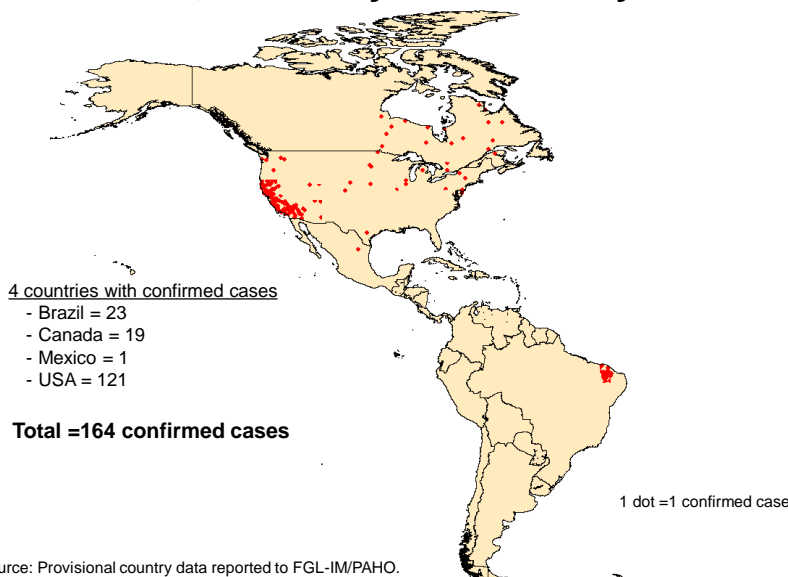 4 countries with confirmed cases
- Brazil = 23
- Canada = 19
- Mexico = 1
- USA = 121
Total =164 confirmed cases
1 dot =1 confirmed case
urce: Provisional country data reported to FGL-IM/PAHO.